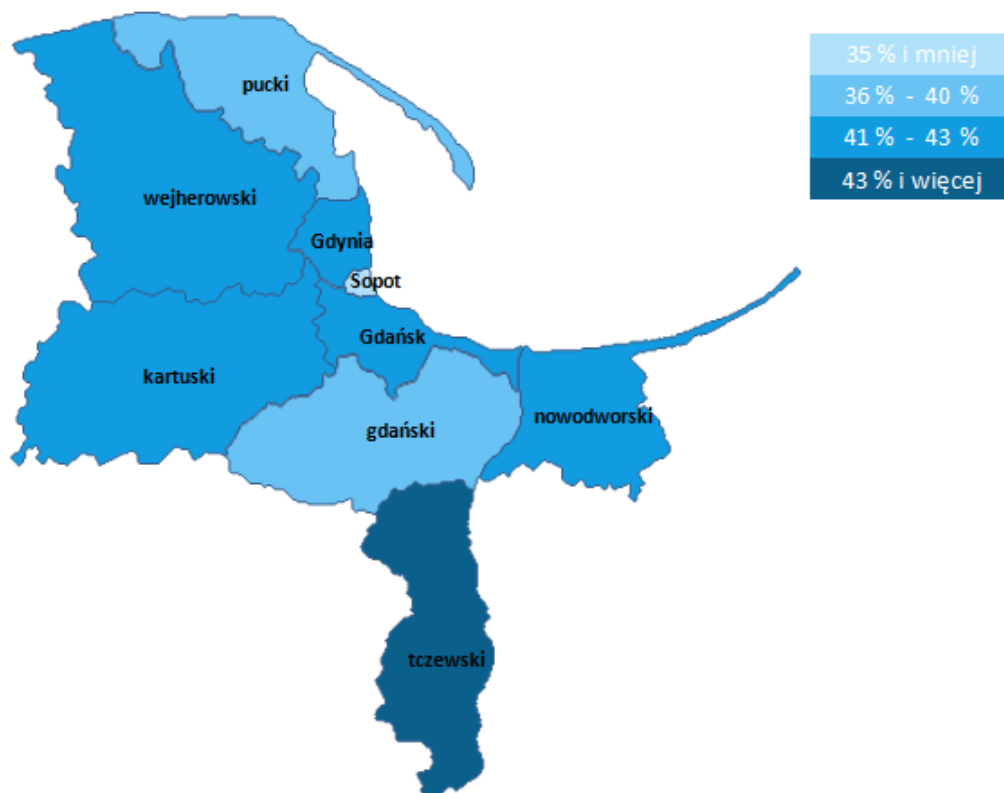 35 % i mniej
36 % - 40 %
41 % - 43 %
43 % i więcej
pucki
wejherowski
Gdynia
Sopot
Gdańsk
kartuski
nowodworski
gdański
tczewski